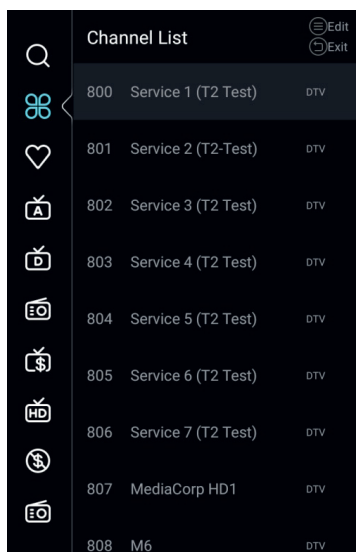 Channel List
Edit
Exit
800 Service 1 (T2 Test) DTV
801 Service 2 (T2-Test) DTV
802 Service 3 (T2 Test) DTV
803 Service 4 (T2 Test) DTV
804 Service 5 (T2 Test) DTV
805 Service 6 (T2 Test) DTV
806 Service 7 (T2 Test) DTV
807 MediaCorp HD1 DTV
808 M6 DTV
A
D
$
HD
$